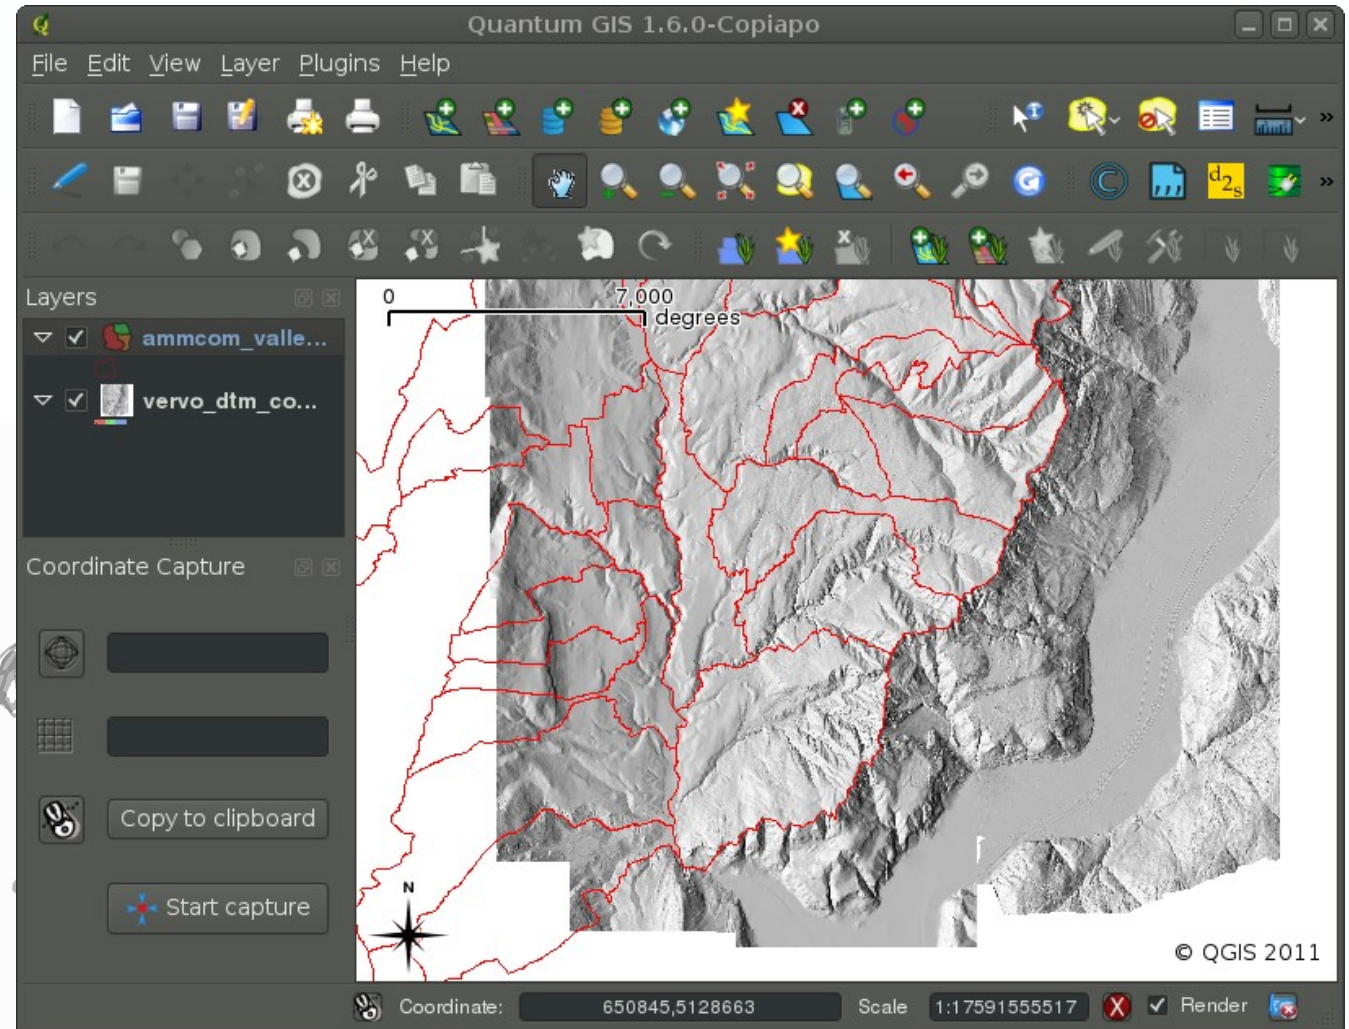 Quantum GIS 1.6.0-Copiapo
File Edit View Layer Plugins Help
d2s
Layers
ammcom_valle...
vervo_dtm_co...
0 7,000
degrees
Coordinate Capture
Copy to clipboard
Start capture
N
© QGIS 2011
Coordinate: 650845,5128663 Scale 1:17591555517 Render